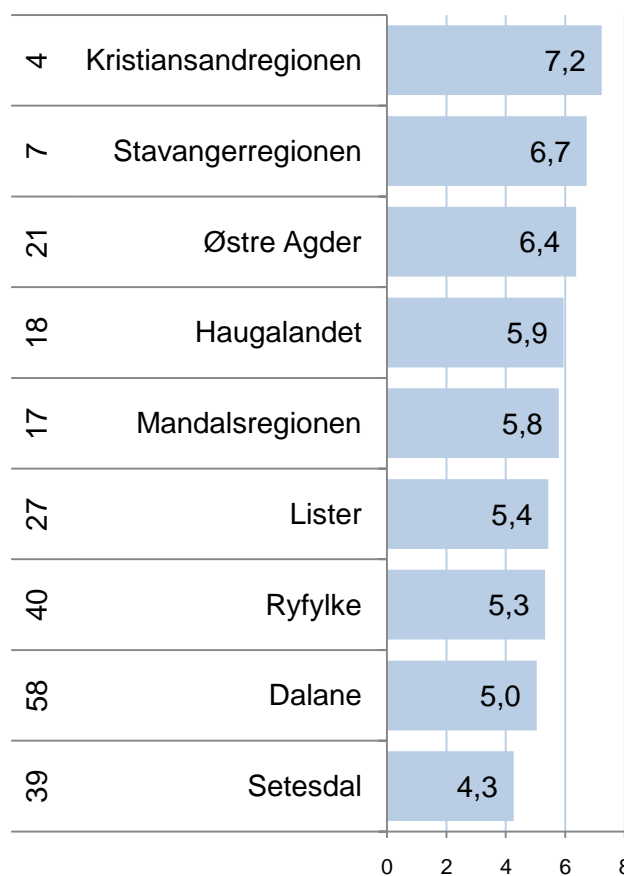 4 Kristiansandregionen 7,2
7 Stavangerregionen 6,7
21 Østre Agder 6,4
18 Haugalandet 5,9
17 Mandalsregionen 5,8
27 Lister 5,4
40 Ryfylke 5,3
58 Dalane 5,0
39 Setesdal 4,3
0 2 4 6 8